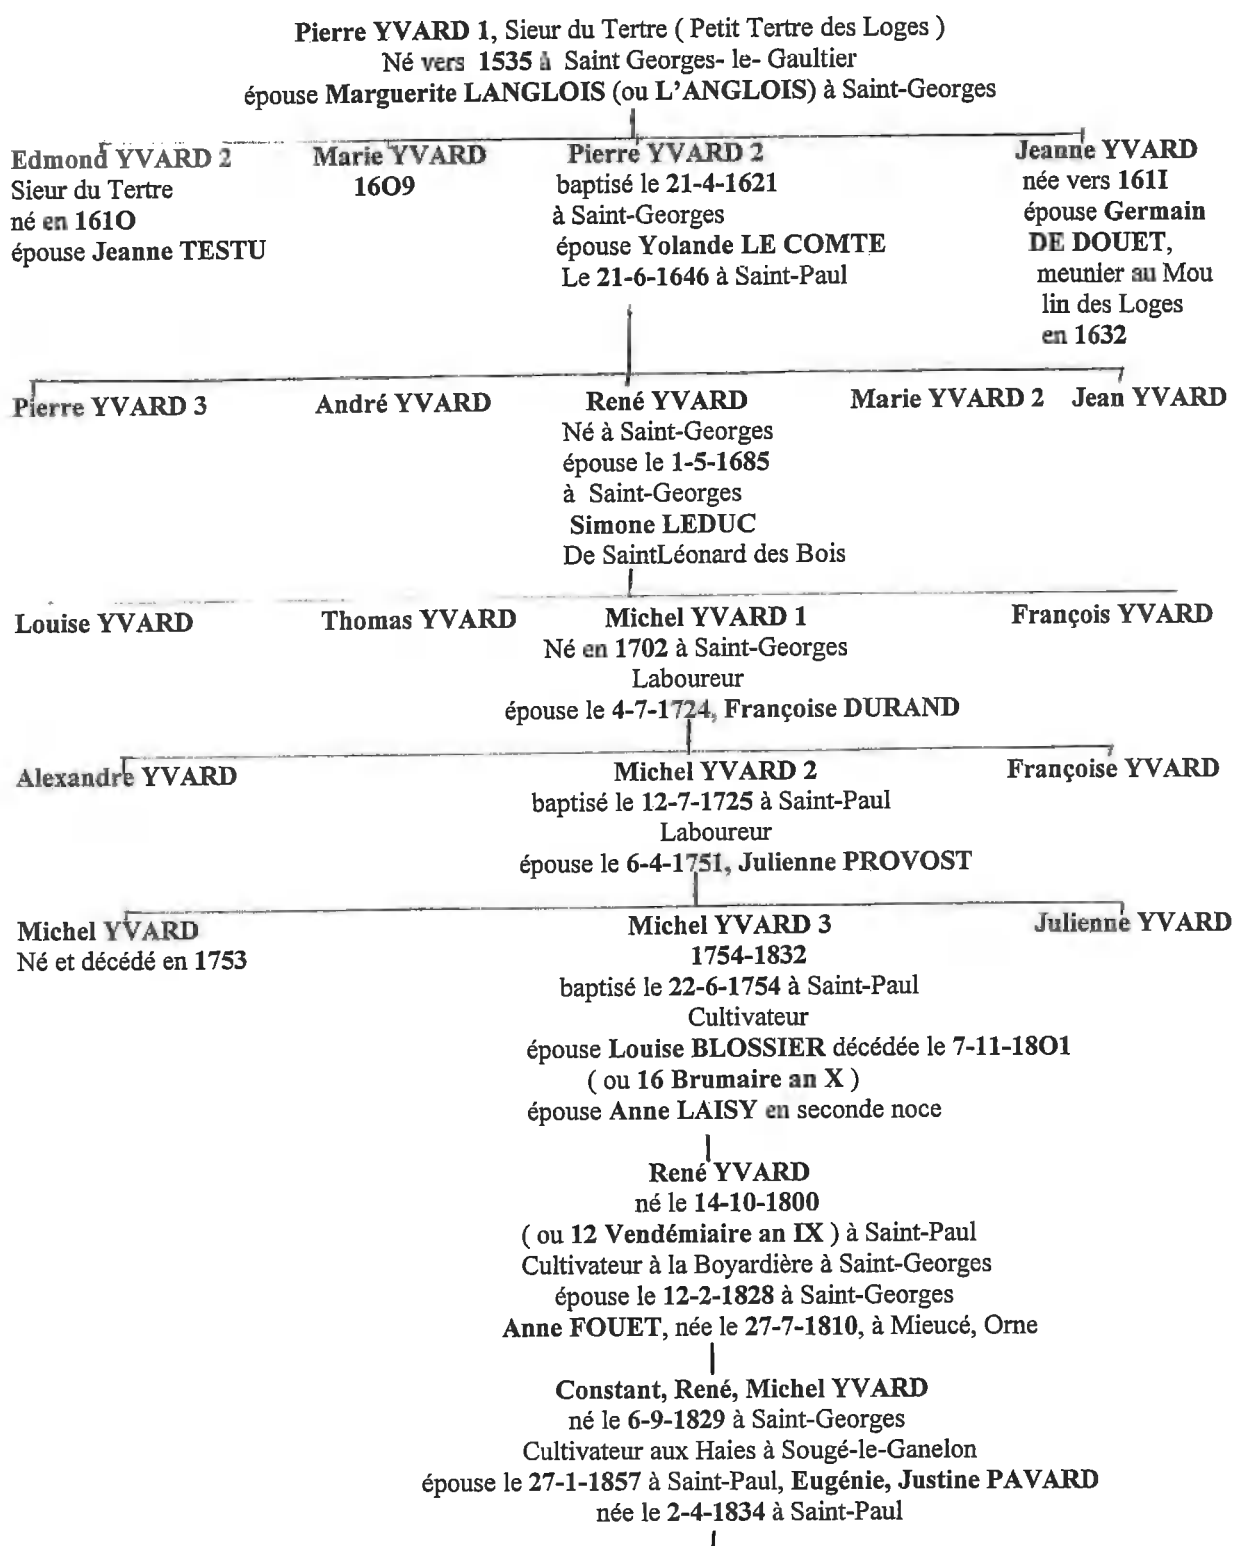 Pierre YVARD 1, Sieur du Tertre ( Petit Tertre des Loges )
Né vers 1535 à Saint Georges- le- Gaultier
épouse Marguerite LANGLOIS (ou L'ANGLOIS) à Saint-Georges
Edmond YVARD 2
Sieur du Tertre
né en 161O
épouse Jeanne TESTU
Marie YVARD
16O9
Pierre YVARD 2
baptisé le 21-4-1621
à Saint-Georges
épouse Yolande LE COMTE
Le 21-6-1646 à Saint-Paul
Jeanne YVARD
née vers 161I
épouse Germain
DE DOUET,
meunier au Mou
lin des Loges
en 1632
Pierre YVARD 3
André YVARD
René YVARD
Né à Saint-Georges
épouse le 1-5-1685
à Saint-Georges
Simone LEDUC
De SaintLéonard des Bois
Marie YVARD 2
Jean YVARD
Louise YVARD
Thomas YVARD
Michel YVARD 1
Né en 1702 à Saint-Georges
Laboureur
épouse le 4-7-1724, Françoise DURAND
François YVARD
Alexandre YVARD
Michel YVARD 2
baptisé le 12-7-1725 à Saint-Paul
Laboureur
épouse le 6-4-1751, Julienne PROVOST
Françoise YVARD
Michel YVARD
Né et décédé en 1753
Michel YVARD 3
1754-1832
baptisé le 22-6-1754 à Saint-Paul
Cultivateur
épouse Louise BLOSSIER décédée le 7-11-18O1
( ou 16 Brumaire an X )
épouse Anne LAISY en seconde noce
Julienne YVARD
René YVARD
né le 14-10-1800
( ou 12 Vendémiaire an IX ) à Saint-Paul
Cultivateur à la Boyardière à Saint-Georges
épouse le 12-2-1828 à Saint-Georges
Anne FOUET, née le 27-7-1810, à Mieucé, Orne
Constant, René, Michel YVARD
né le 6-9-1829 à Saint-Georges
Cultivateur aux Haies à Sougé-le-Ganelon
épouse le 27-1-1857 à Saint-Paul, Eugénie, Justine PAVARD
née le 2-4-1834 à Saint-Paul